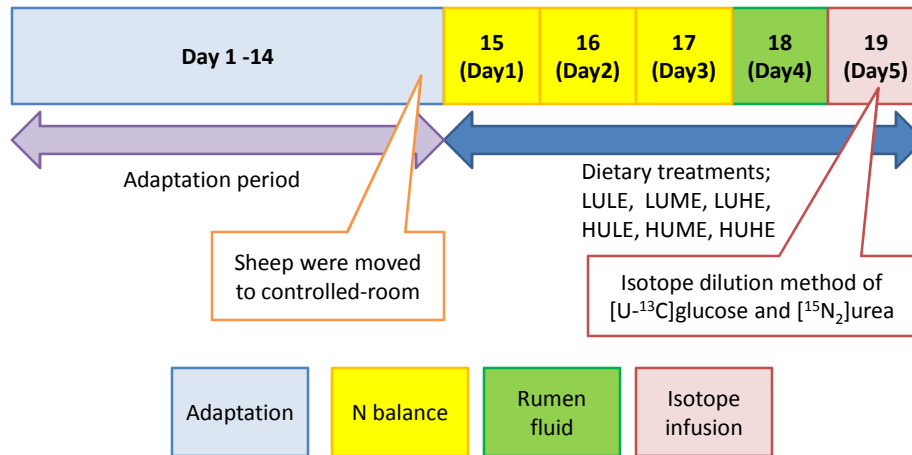 Day 1 -14
15
(Day1)
16
(Day2)
17
(Day3)
18
(Day4)
19
(Day5)
Adaptation period
Dietary treatments;
LULE, LUME, LUHE,
HULE, HUME, HUHE
Sheep were moved
to controlled-room
Isotope dilution method of
[U-¹³C]glucose and [¹⁵N₂]urea
Adaptation
N balance
Rumen
fluid
Isotope
infusion